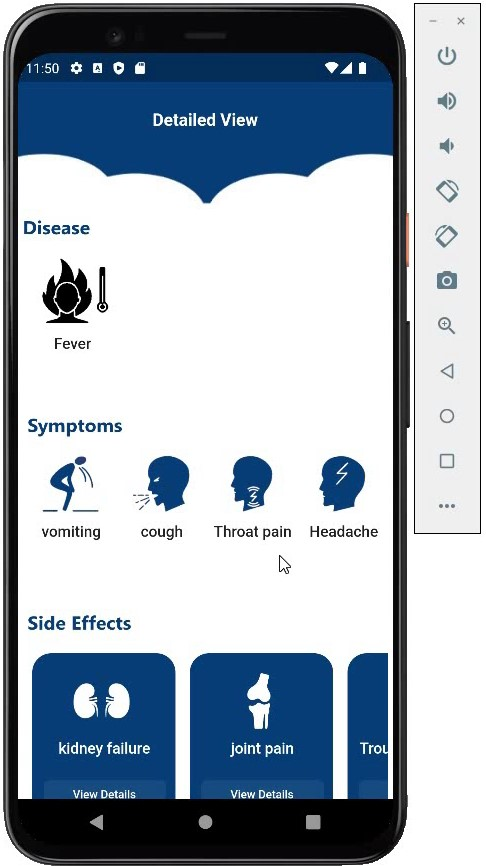 11:50
Detailed View
Disease
Fever
Symptoms
vomiting cough Throat pain Headache
Side Effects
kidney failure joint pain Trou
View Details View Details